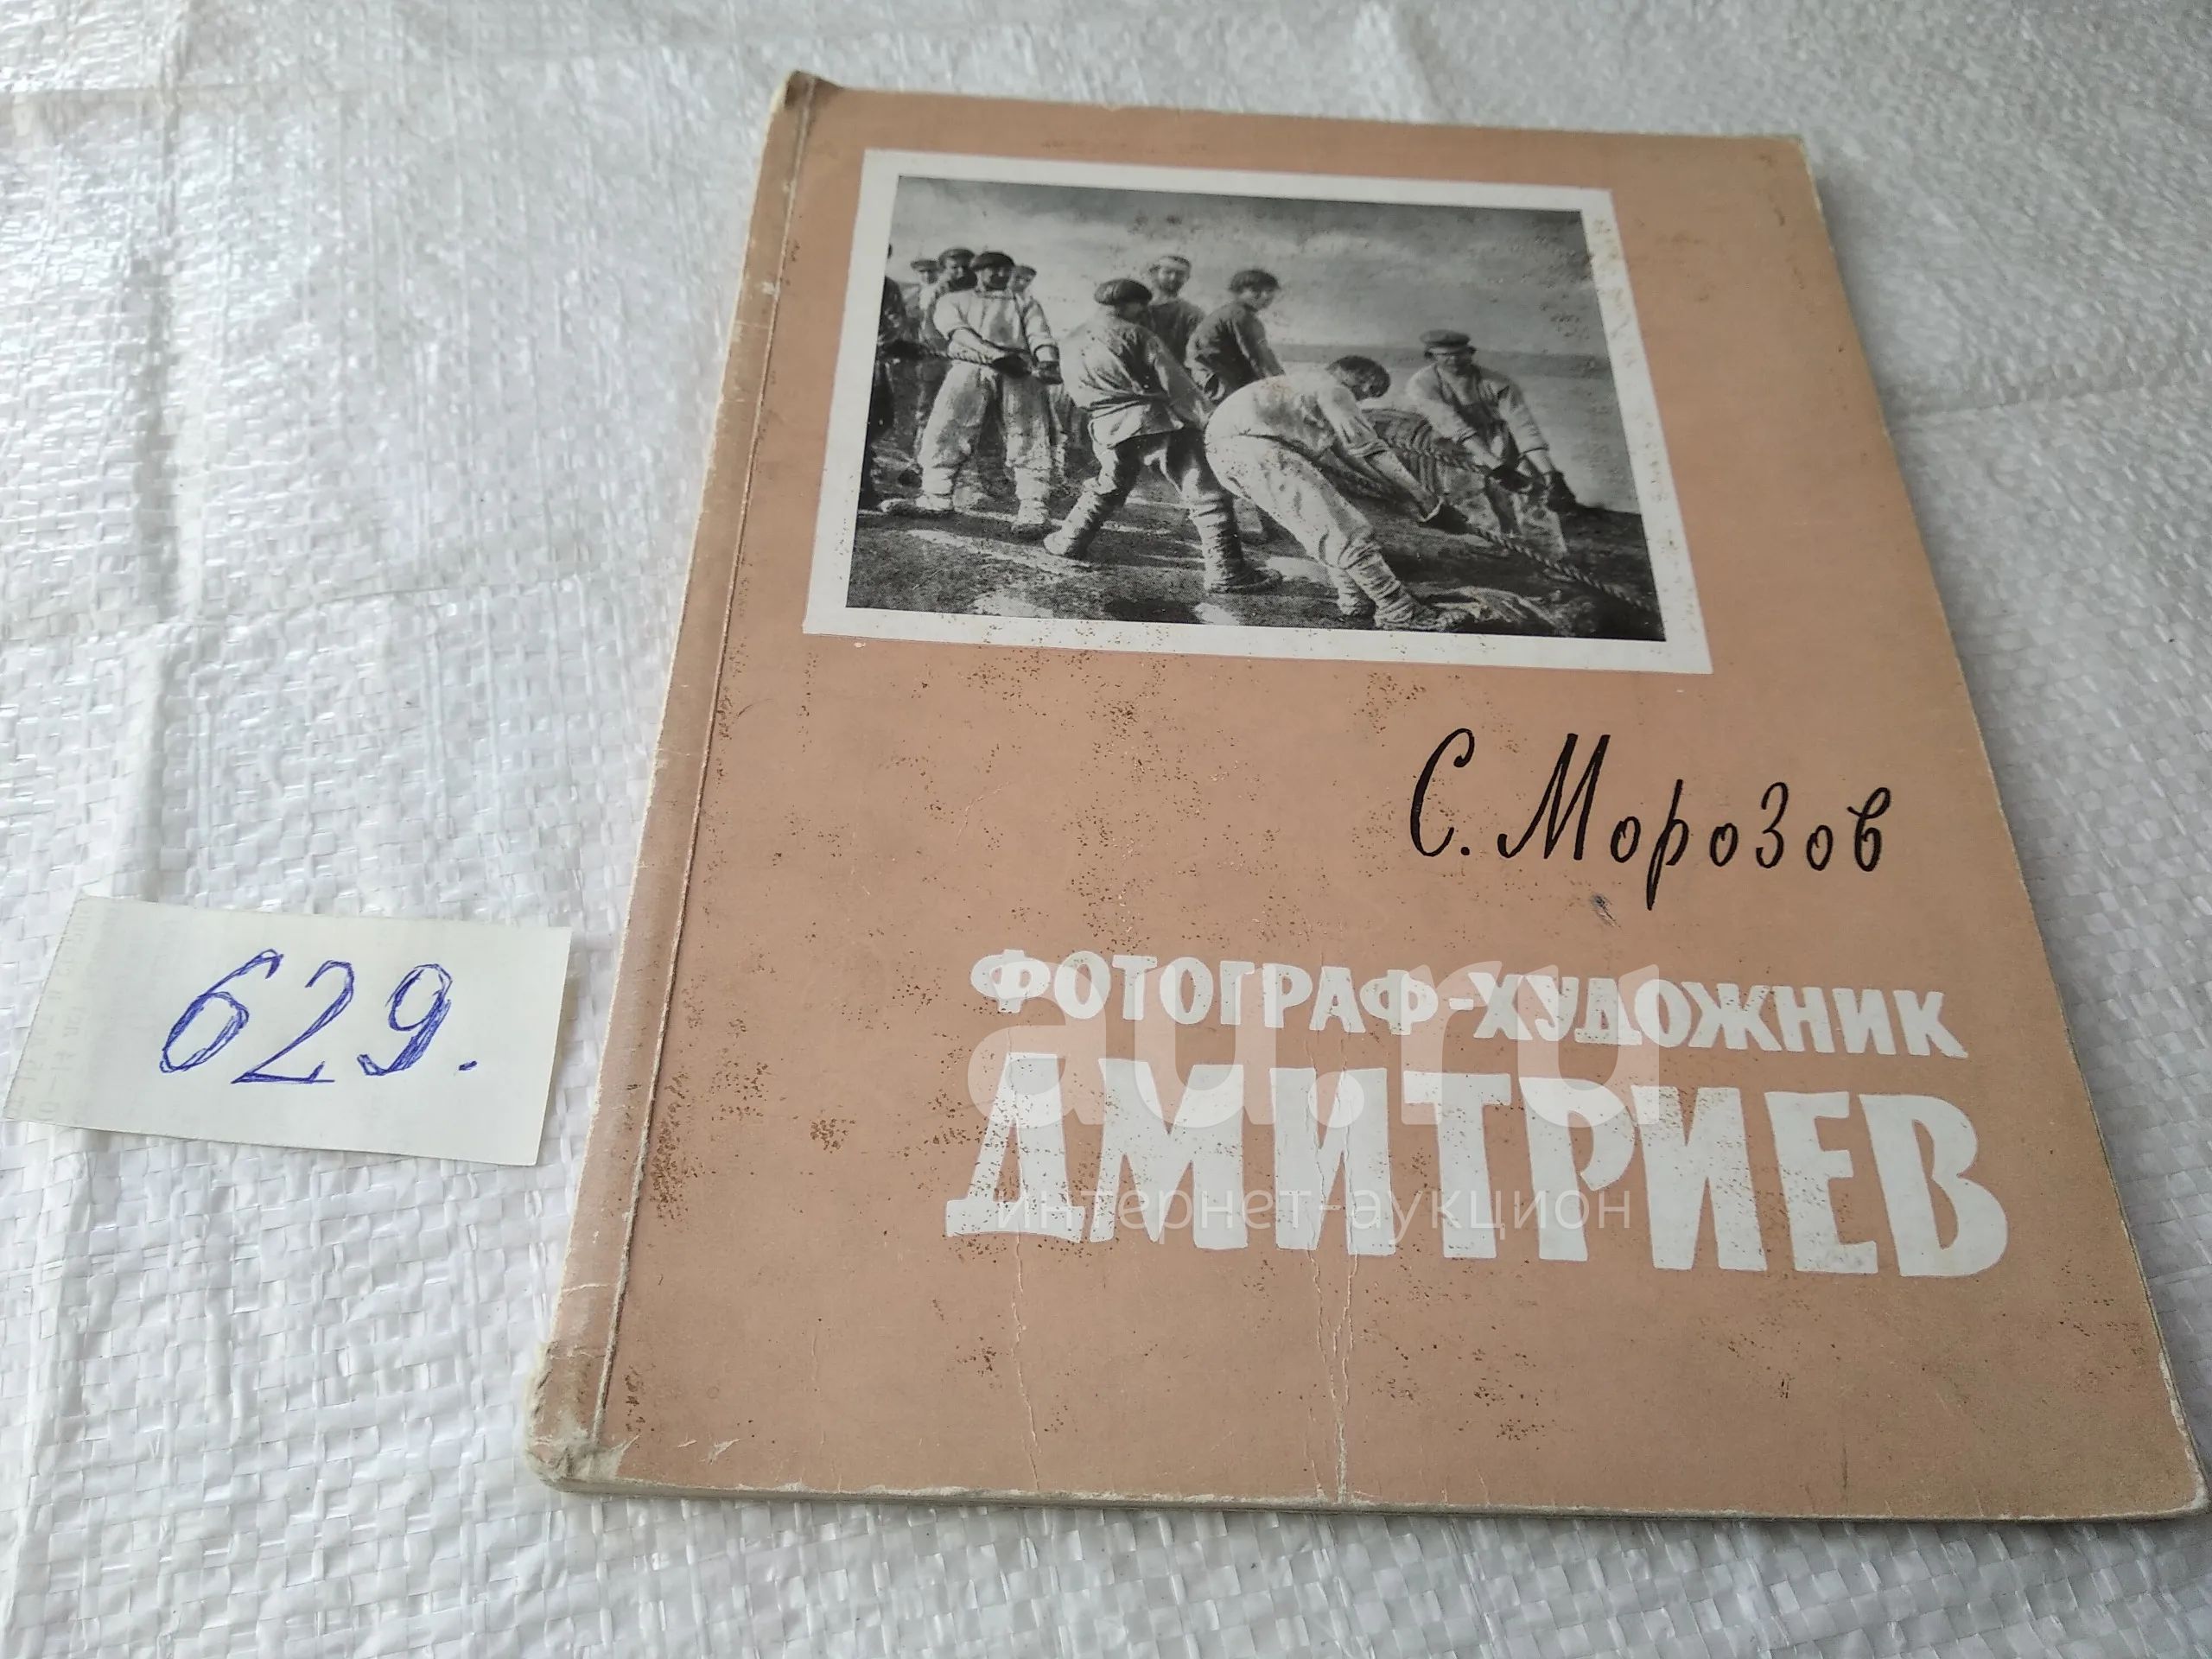 С. Морозов
ФОТОГРАФ-ХУДОЖНИК
ДМИТРИЕВ
629.
au.ru
интернет-аукцион